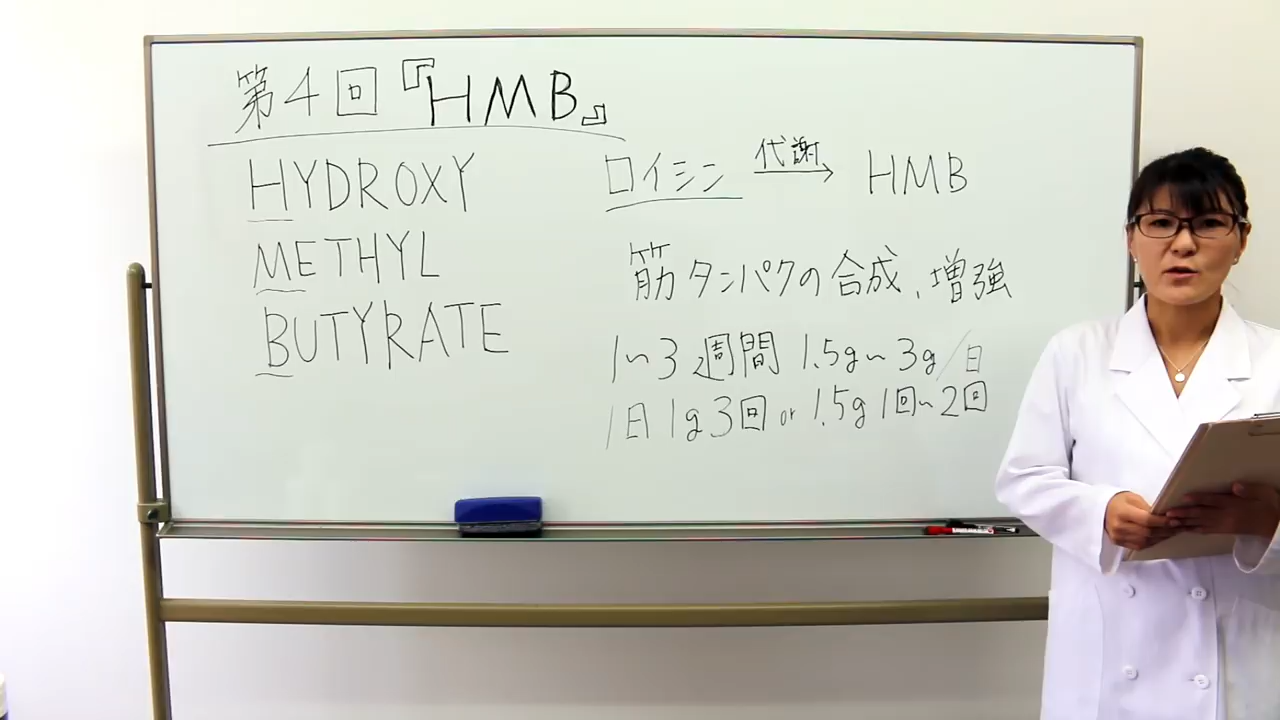 第4回『HMB』
HYDROXY
METHYL
BUTYRATE
ロイシン 代謝→ HMB
筋タンパクの合成、増強
1~3週間 1.5g~3g/日
1日1g3回 or 1.5g 1回~2回